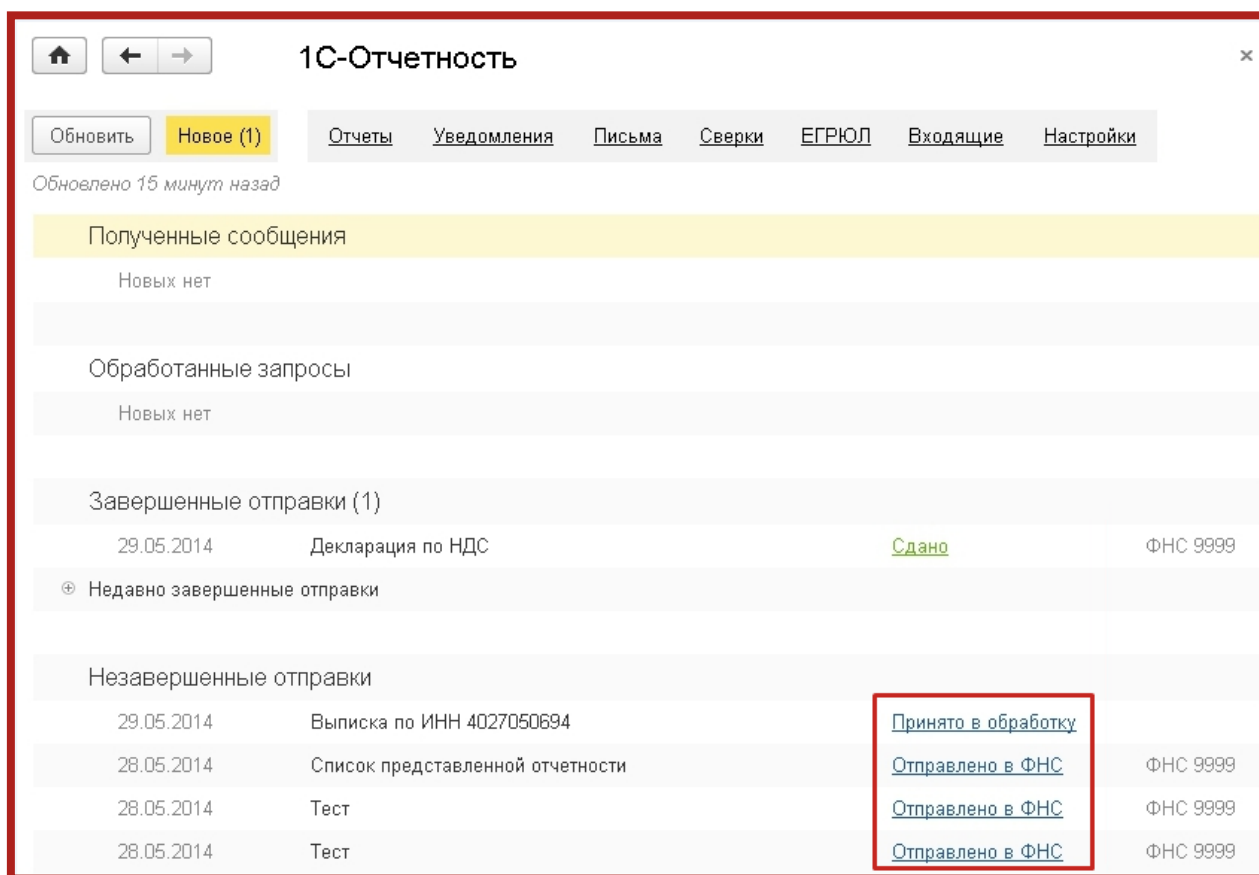 1С-Отчетность
Обновить Новое (1) Отчеты Уведомления Письма Сверки ЕГРЮЛ Входящие Настройки
Обновлено 15 минут назад
Полученные сообщения
Новых нет
Обработанные запросы
Новых нет
Завершенные отправки (1)
29.05.2014 Декларация по НДС Сдано ФНС 9999
Недавно завершенные отправки
Незавершенные отправки
29.05.2014 Выписка по ИНН 4027050694 Принято в обработку
28.05.2014 Список представленной отчетности Отправлено в ФНС ФНС 9999
28.05.2014 Тест Отправлено в ФНС ФНС 9999
28.05.2014 Тест Отправлено в ФНС ФНС 9999